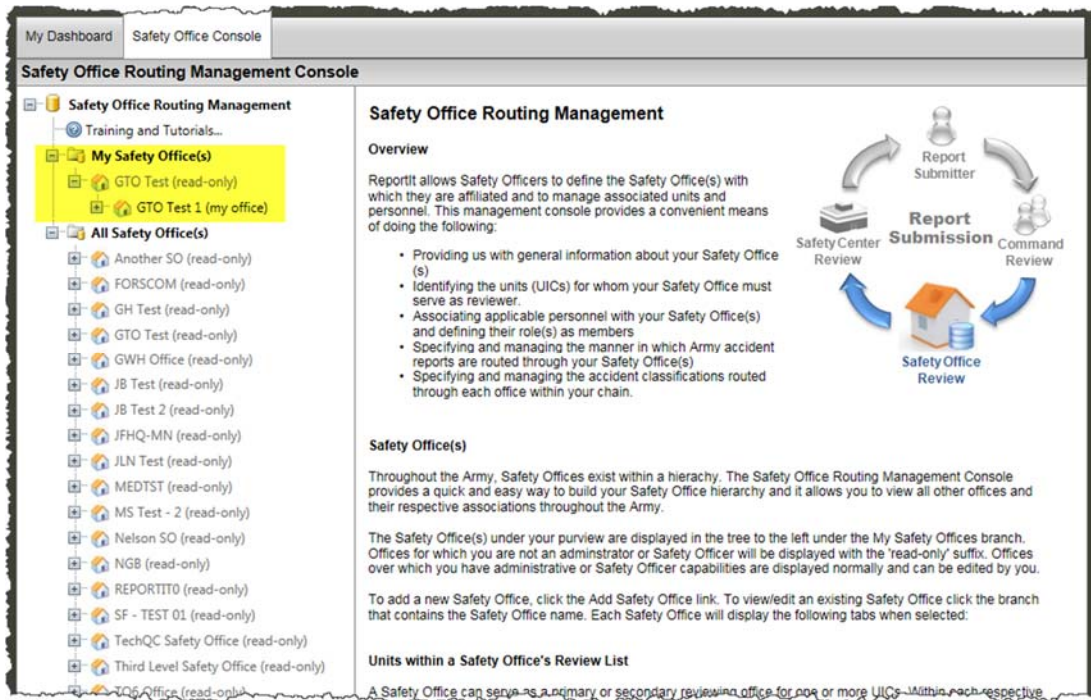 My Dashboard
Safety Office Console
Safety Office Routing Management Console
Safety Office Routing Management
Training and Tutorials...
My Safety Office(s)
GTO Test (read-only)
GTO Test 1 (my office)
All Safety Office(s)
Another SO (read-only)
FORSCOM (read-only)
GH Test (read-only)
GTO Test (read-only)
GWH Office (read-only)
JB Test (read-only)
JB Test 2 (read-only)
JFHQ-MN (read-only)
JLN Test (read-only)
MEDTST (read-only)
MS Test - 2 (read-only)
Nelson SO (read-only)
NGB (read-only)
REPORTIT0 (read-only)
SF - TEST 01 (read-only)
TechQC Safety Office (read-only)
Third Level Safety Office (read-only)
TO6 Office (read-only)
Safety Office Routing Management
Overview
ReportIt allows Safety Officers to define the Safety Office(s) with
which they are affiliated and to manage associated units and
personnel. This management console provides a convenient means
of doing the following:
• Providing us with general information about your Safety Office
(s)
• Identifying the units (UICs) for whom your Safety Office must
serve as reviewer.
• Associating applicable personnel with your Safety Office(s)
and defining their role(s) as members
• Specifying and managing the manner in which Army accident
reports are routed through your Safety Office(s)
• Specifying and managing the accident classifications routed
through each office within your chain.
Report
Submitter
Report
Submission
Command
Review
Safety Center
Review
Safety Office
Review
Safety Office(s)
Throughout the Army, Safety Offices exist within a hierachy. The Safety Office Routing Management Console
provides a quick and easy way to build your Safety Office hierarchy and it allows you to view all other offices and
their respective associations throughout the Army.
The Safety Office(s) under your purview are displayed in the tree to the left under the My Safety Offices branch.
Offices for which you are not an adminstrator or Safety Officer will be displayed with the 'read-only' suffix. Offices
over which you have administrative or Safety Officer capabilities are displayed normally and can be edited by you.
To add a new Safety Office, click the Add Safety Office link. To view/edit an existing Safety Office click the branch
that contains the Safety Office name. Each Safety Office will display the following tabs when selected:
Units within a Safety Office's Review List
A Safety Office can serve as a primary or secondary reviewing office for one or more UICs. Within each respective